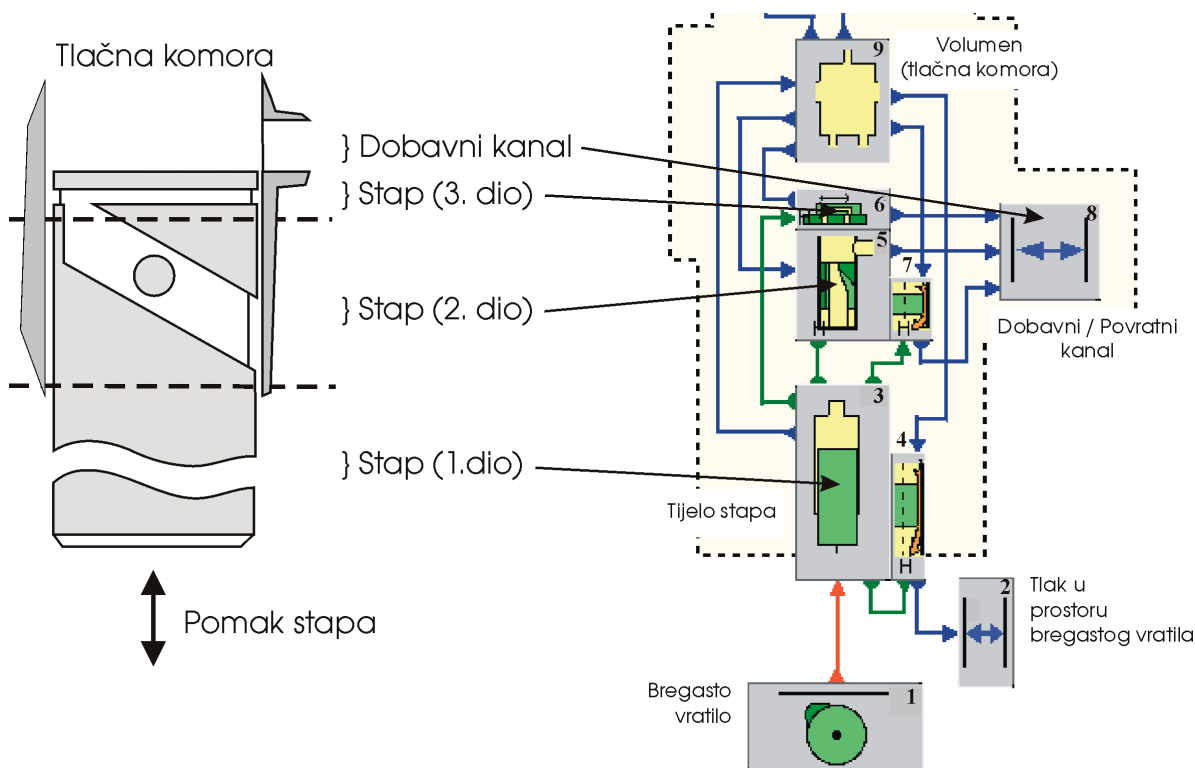 Tlačna komora
} Dobavni kanal
} Stap (3. dio)
} Stap (2. dio)
} Stap (1.dio)
Pomak stapa
9
Volumen
(tlačna komora)
6
H
5
H
7
H
8
Dobavni / Povratni
kanal
3
Tijelo stapa
4
H
2
Tlak u
prostoru
bregastog vratila
1
Bregasto
vratilo